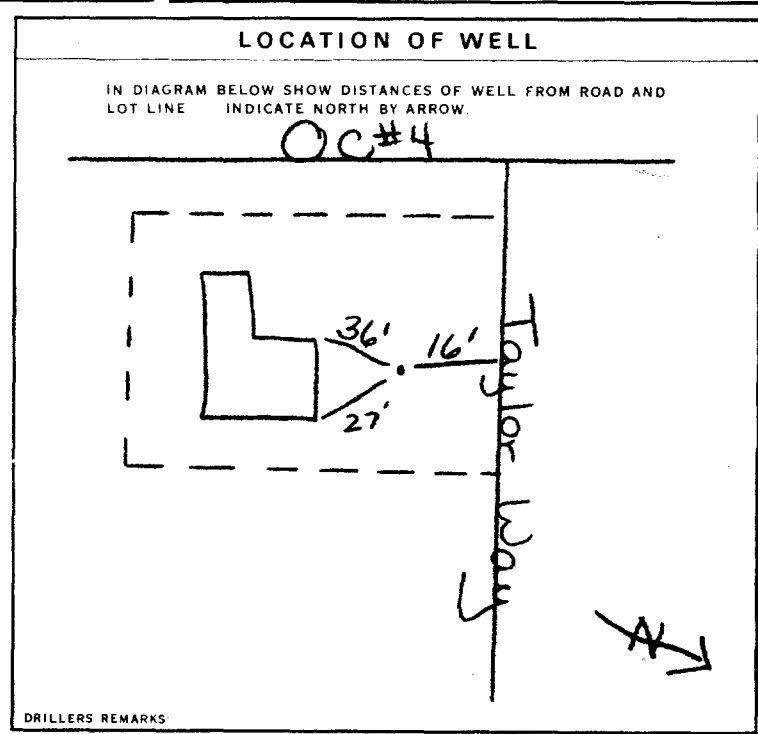 LOCATION OF WELL
IN DIAGRAM BELOW SHOW DISTANCES OF WELL FROM ROAD AND
LOT LINE INDICATE NORTH BY ARROW.
OC#4
36'
16'
27'
Taylor Way
N
DRILLERS REMARKS